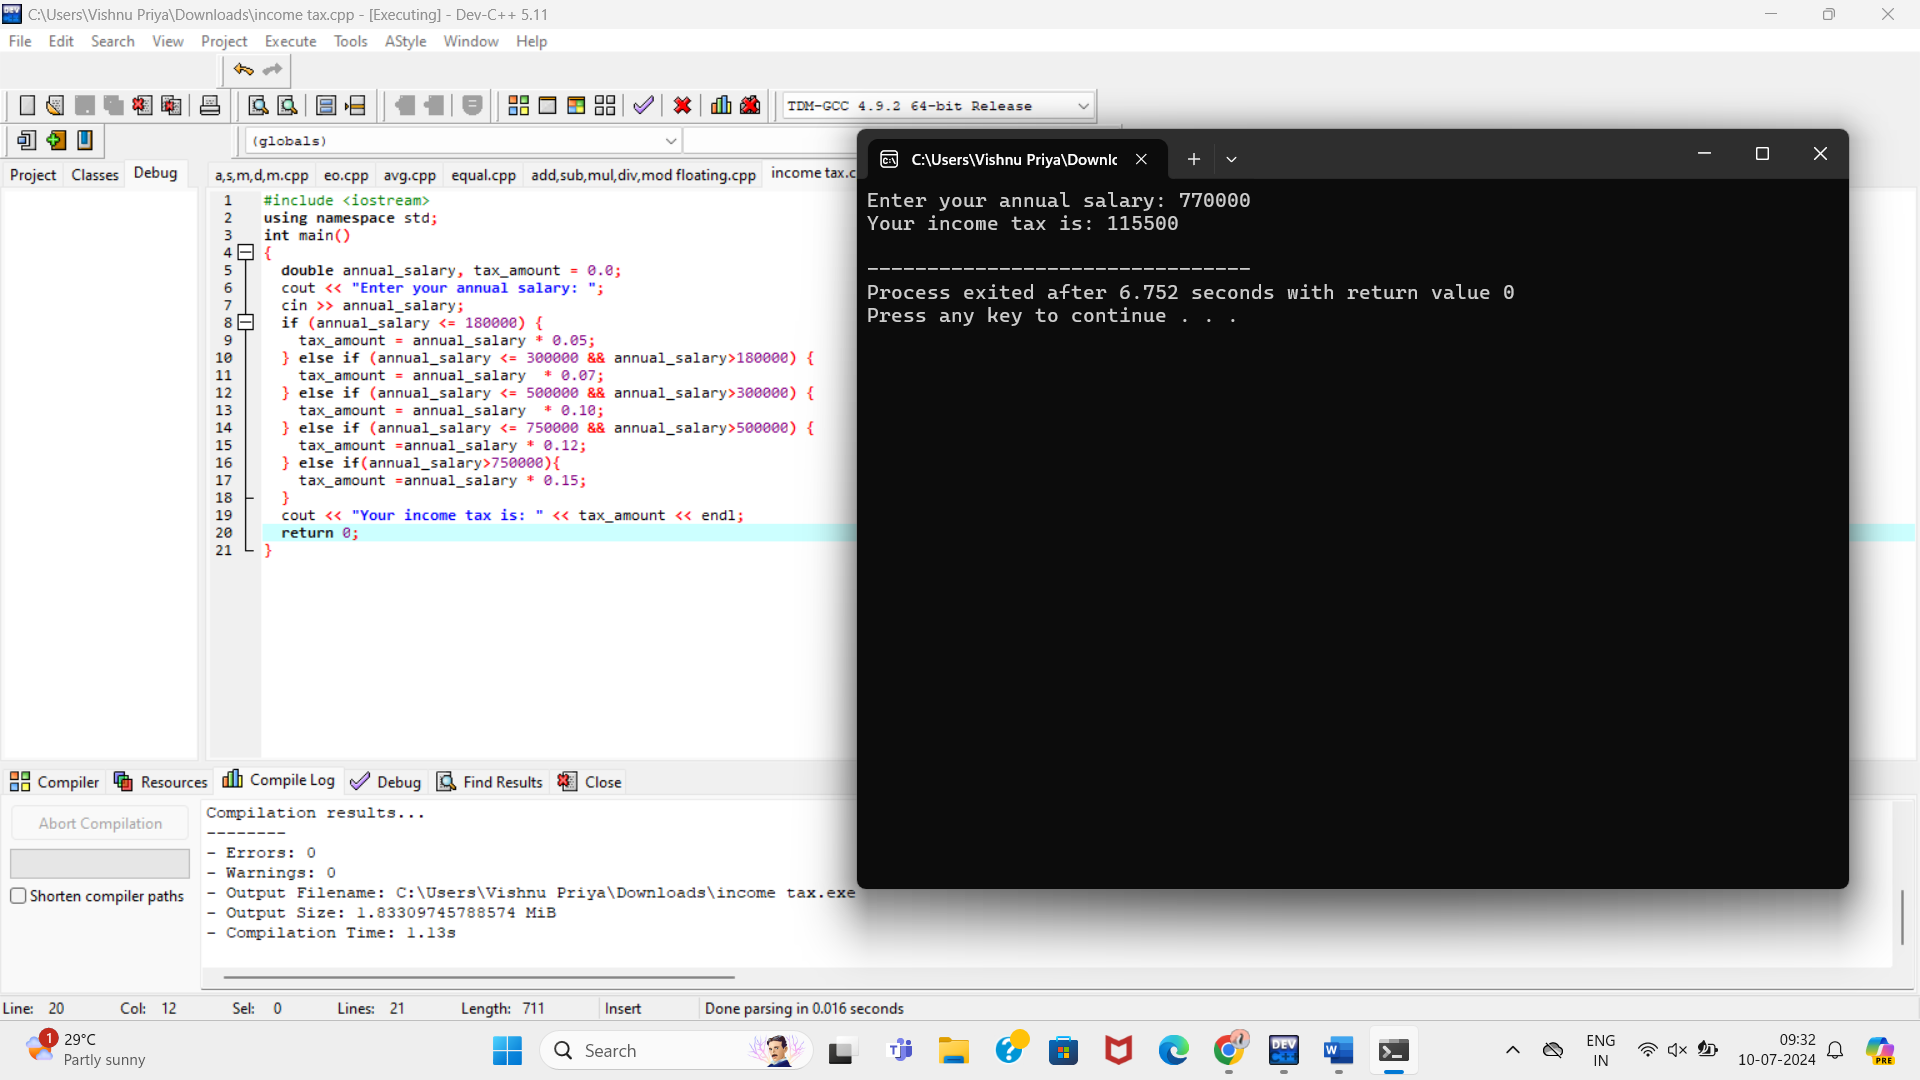 C:\Users\Vishnu Priya\Downloads\income tax.cpp - [Executing] - Dev-C++ 5.11
File Edit Search View Project Execute Tools AStyle Window Help
TDM-GCC 4.9.2 64-bit Release
(globals)
Project Classes Debug
a,s,m,d,m.cpp eo.cpp avg.cpp equal.cpp add,sub,mul,div,mod floating.cpp income tax.c
1 #include <iostream>
2 using namespace std;
3 int main()
4 {
5 double annual_salary, tax_amount = 0.0;
6 cout << "Enter your annual salary: ";
7 cin >> annual_salary;
8 if (annual_salary <= 180000) {
9 tax_amount = annual_salary * 0.05;
10 } else if (annual_salary <= 300000 && annual_salary>180000) {
11 tax_amount = annual_salary  * 0.07;
12 } else if (annual_salary <= 500000 && annual_salary>300000) {
13 tax_amount = annual_salary  * 0.10;
14 } else if (annual_salary <= 750000 && annual_salary>500000) {
15 tax_amount =annual_salary * 0.12;
16 } else if(annual_salary>750000){
17 tax_amount =annual_salary * 0.15;
18 }
19 cout << "Your income tax is: " << tax_amount << endl;
20 return 0;
21 }
C:\Users\Vishnu Priya\Downlc
Enter your annual salary: 770000
Your income tax is: 115500
--------------------------------
Process exited after 6.752 seconds with return value 0
Press any key to continue . . .
Compiler Resources Compile Log Debug Find Results Close
Abort Compilation
Shorten compiler paths
Compilation results...
--------
- Errors: 0
- Warnings: 0
- Output Filename: C:\Users\Vishnu Priya\Downloads\income tax.exe
- Output Size: 1.83309745788574 MiB
- Compilation Time: 1.13s
Line: 20 Col: 12 Sel: 0 Lines: 21 Length: 711 Insert Done parsing in 0.016 seconds
1
29°C
Partly sunny
Search
DEV
W
PRE
ENG
IN
09:32
10-07-2024